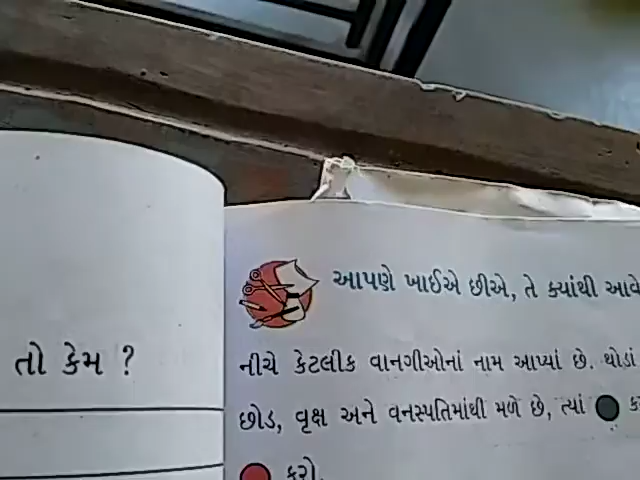 તો કેમ ?
આપણે ખાઈએ છીએ, તે ક્યાંથી આવે
નીચે કેટલીક વાનગીઓનાં નામ આપ્યાં છે. થોડાં
છોડ, વૃક્ષ અને વનસ્પતિમાંથી મળે છે, ત્યાં
કરો.